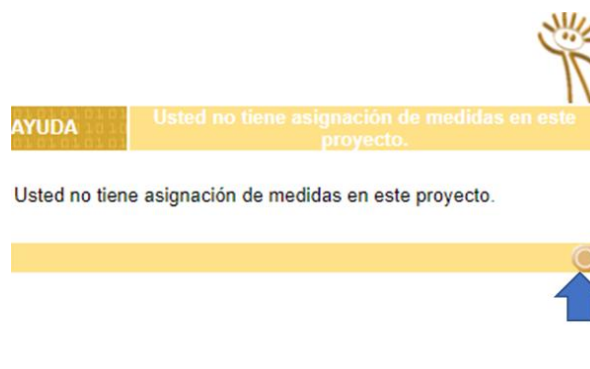 AYUDA
Usted no tiene asignación de medidas en este
proyecto.
Usted no tiene asignación de medidas en este proyecto.